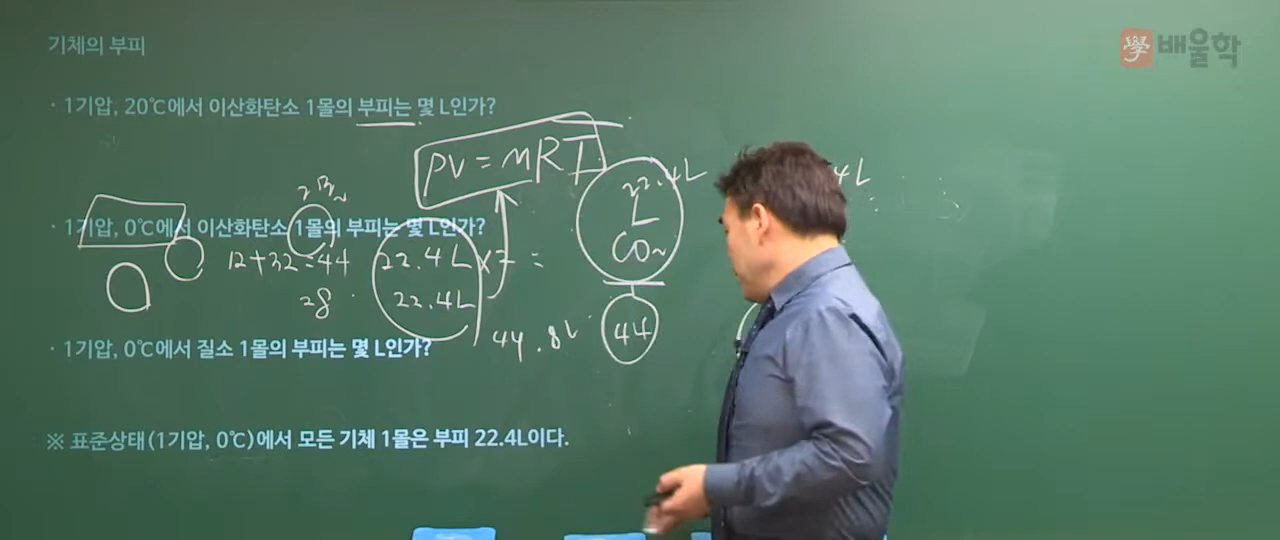 기체의 부피
學 배울학
· 1기압, 20℃에서 이산화탄소 1몰의 부피는 몇 L인가?
PV = nRT
22.4L
4L
· 1기압, 0℃에서 이산화탄소 1몰의 부피는 몇 L인가?
L
CO₂
12+32=44 22.4L ×2 =
28 22.4L
44.8L
44
· 1기압, 0℃에서 질소 1몰의 부피는 몇 L인가?
※ 표준상태(1기압, 0℃)에서 모든 기체 1몰은 부피 22.4L이다.